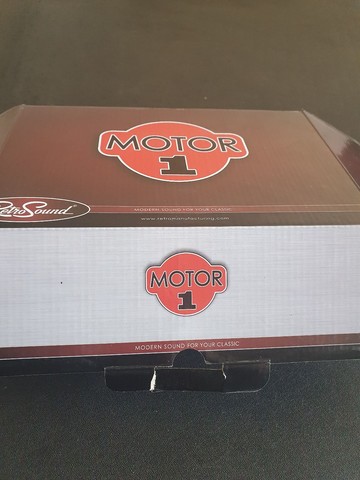 MOTOR
1
RetroSound
MODERN SOUND FOR YOUR CLASSIC
www.retromanufacturing.com
MOTOR
1
MODERN SOUND FOR YOUR CLASSIC